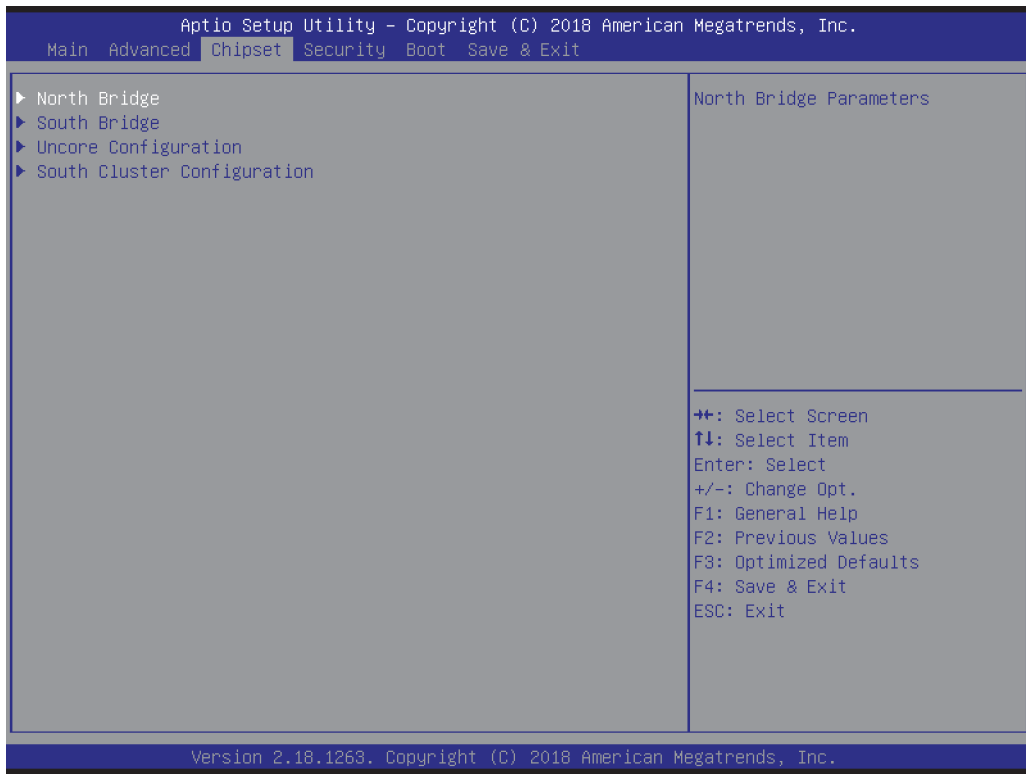 Aptio Setup Utility – Copyright (C) 2018 American Megatrends, Inc.
Main Advanced Chipset Security Boot Save & Exit
▶ North Bridge
▶ South Bridge
▶ Uncore Configuration
▶ South Cluster Configuration
North Bridge Parameters
→←: Select Screen
↑↓: Select Item
Enter: Select
+/-: Change Opt.
F1: General Help
F2: Previous Values
F3: Optimized Defaults
F4: Save & Exit
ESC: Exit
Version 2.18.1263. Copyright (C) 2018 American Megatrends, Inc.